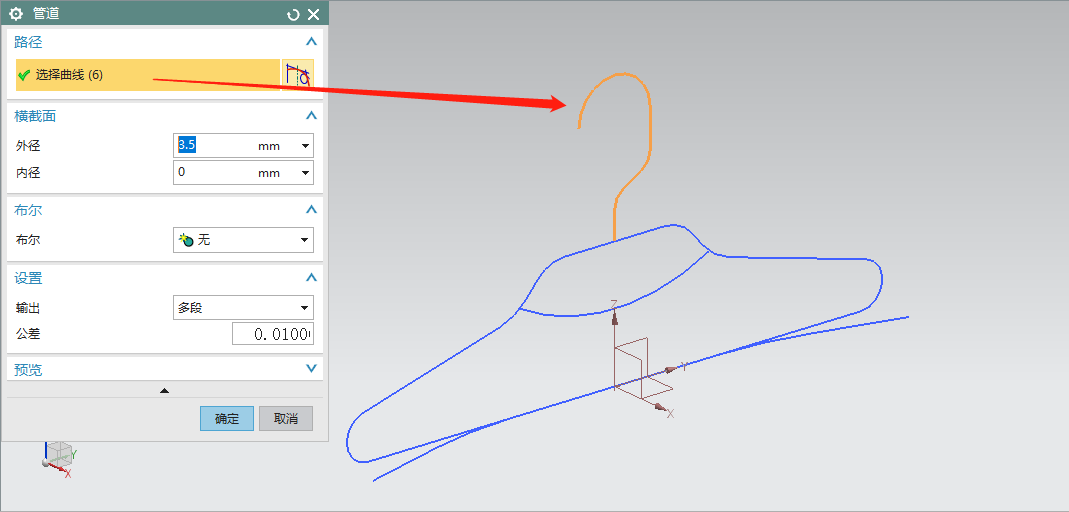 管道
路径
选择曲线 (6)
横截面
外径 3.5 mm
内径 0 mm
布尔
布尔 无
设置
输出 多段
公差 0.0100
预览
确定 取消
Z
Y
X
Y
X